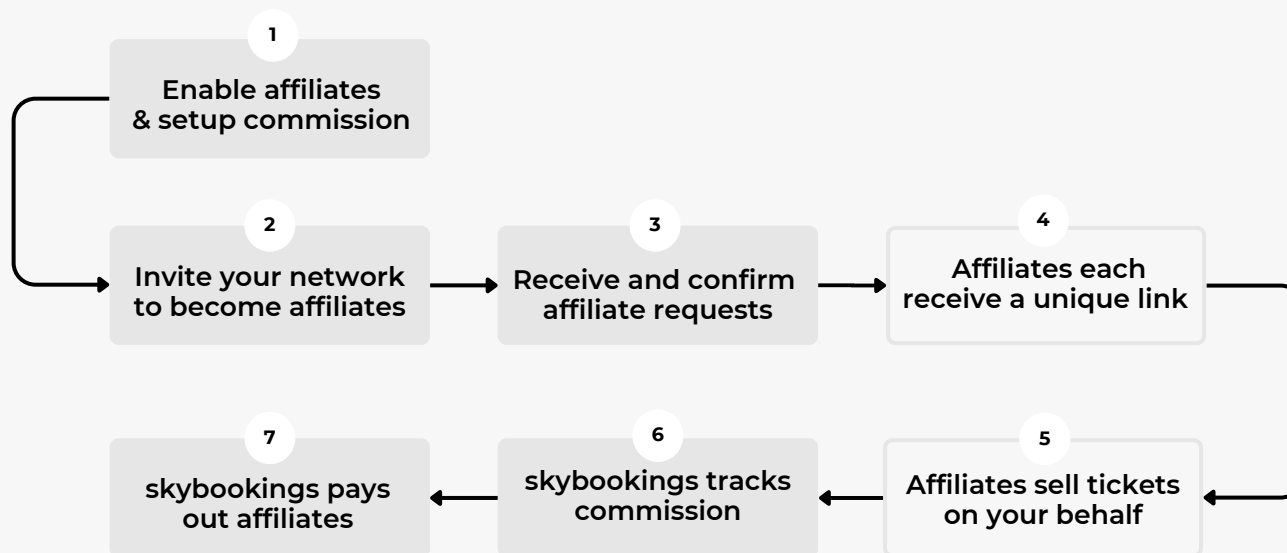 1
Enable affiliates
& setup commission
2
Invite your network
to become affiliates
3
Receive and confirm
affiliate requests
4
Affiliates each
receive a unique link
5
Affiliates sell tickets
on your behalf
6
skybookings tracks
commission
7
skybookings pays
out affiliates